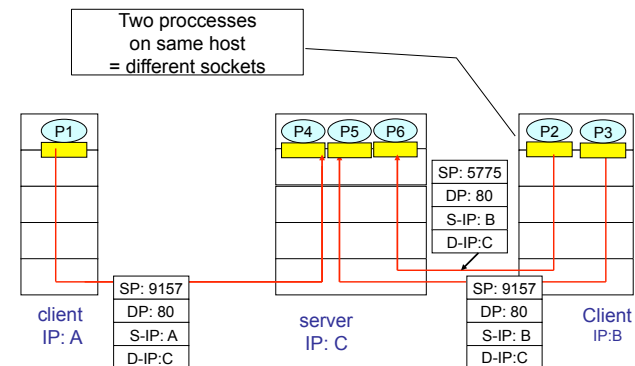 Two proccesses
on same host
= different sockets
P1
P4 P5 P6
P2 P3
SP: 5775
DP: 80
S-IP: B
D-IP:C
SP: 9157
DP: 80
S-IP: A
D-IP:C
SP: 9157
DP: 80
S-IP: B
D-IP:C
client
IP: A
server
IP: C
Client
IP:B